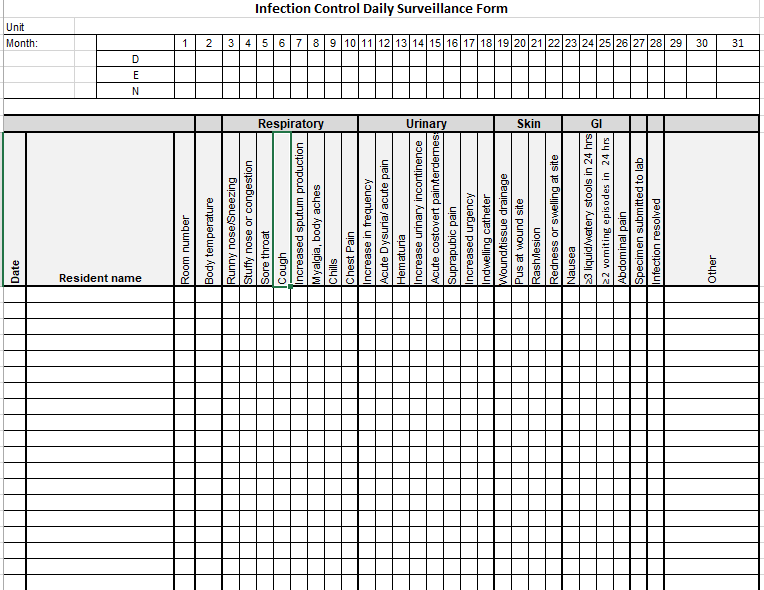 Infection Control Daily Surveillance Form
Unit
Month: 1 2 3 4 5 6 7 8 9 10 11 12 13 14 15 16 17 18 19 20 21 22 23 24 25 26 27 28 29 30 31
D
E
N
Respiratory Urinary Skin GI
Date
Resident name
Room number
Body temperature
Runny nose/Sneezing
Stuffy nose or congestion
Sore throat
Cough
Increased sputum production
Myalgia, body aches
Chills
Chest Pain
Increase in frequency
Acute Dysuria/ acute pain
Hematuria
Increase urinary incontinence
Acute costovert pain/tenderness
Suprapubic pain
Increased urgency
Indwelling catheter
Wound/tissue drainage
Pus at wound site
Rash/lesion
Redness or swelling at site
Nausea
≥3 liquid/watery stools in 24 hrs
≥2 vomiting episodes in 24 hrs
Abdominal pain
Specimen submitted to lab
Infection resolved
Other